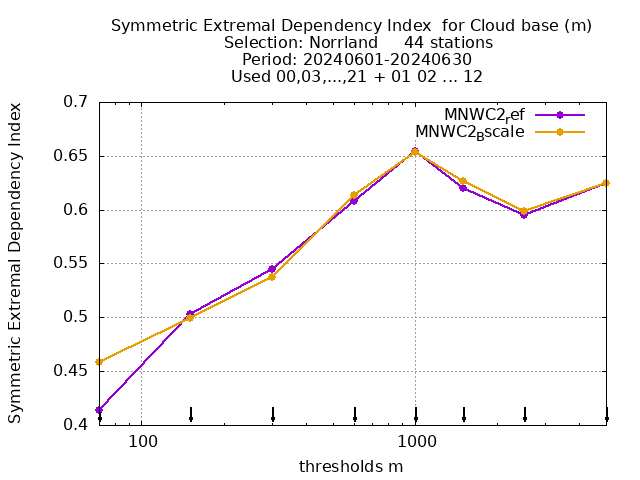 Symmetric Extremal Dependency Index  for Cloud base (m)
Selection: Norrland     44 stations
Period: 20240601-20240630
Used 00,03,...,21 + 01 02 ... 12
Symmetric Extremal Dependency Index
0.7
0.65
0.6
0.55
0.5
0.45
0.4
MNWC2ref
MNWC2Bscale
100
1000
thresholds m